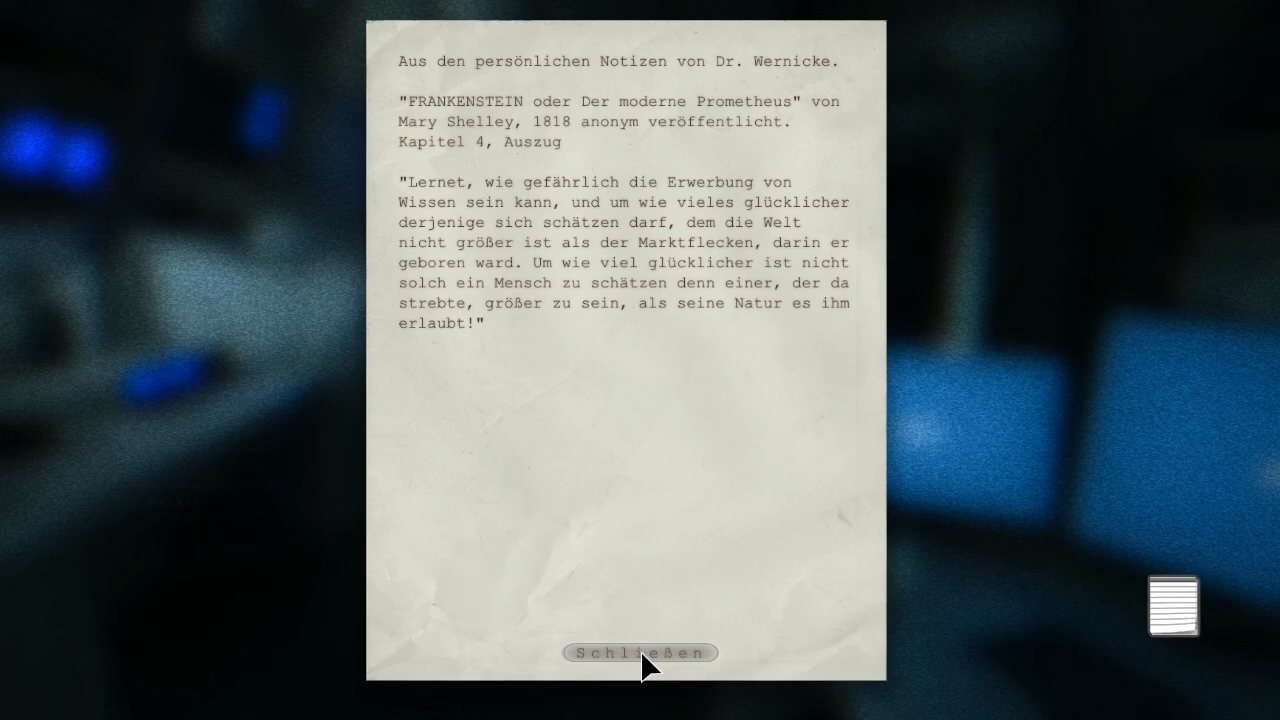 Aus den persönlichen Notizen von Dr. Wernicke.
"FRANKENSTEIN oder Der moderne Prometheus" von
Mary Shelley, 1818 anonym veröffentlicht.
Kapitel 4, Auszug
"Lernet, wie gefährlich die Erwerbung von
Wissen sein kann, und um wie vieles glücklicher
derjenige sich schätzen darf, dem die Welt
nicht größer ist als der Marktflecken, darin er
geboren ward. Um wie viel glücklicher ist nicht
solch ein Mensch zu schätzen denn einer, der da
strebte, größer zu sein, als seine Natur es ihm
erlaubt!"
Schließen